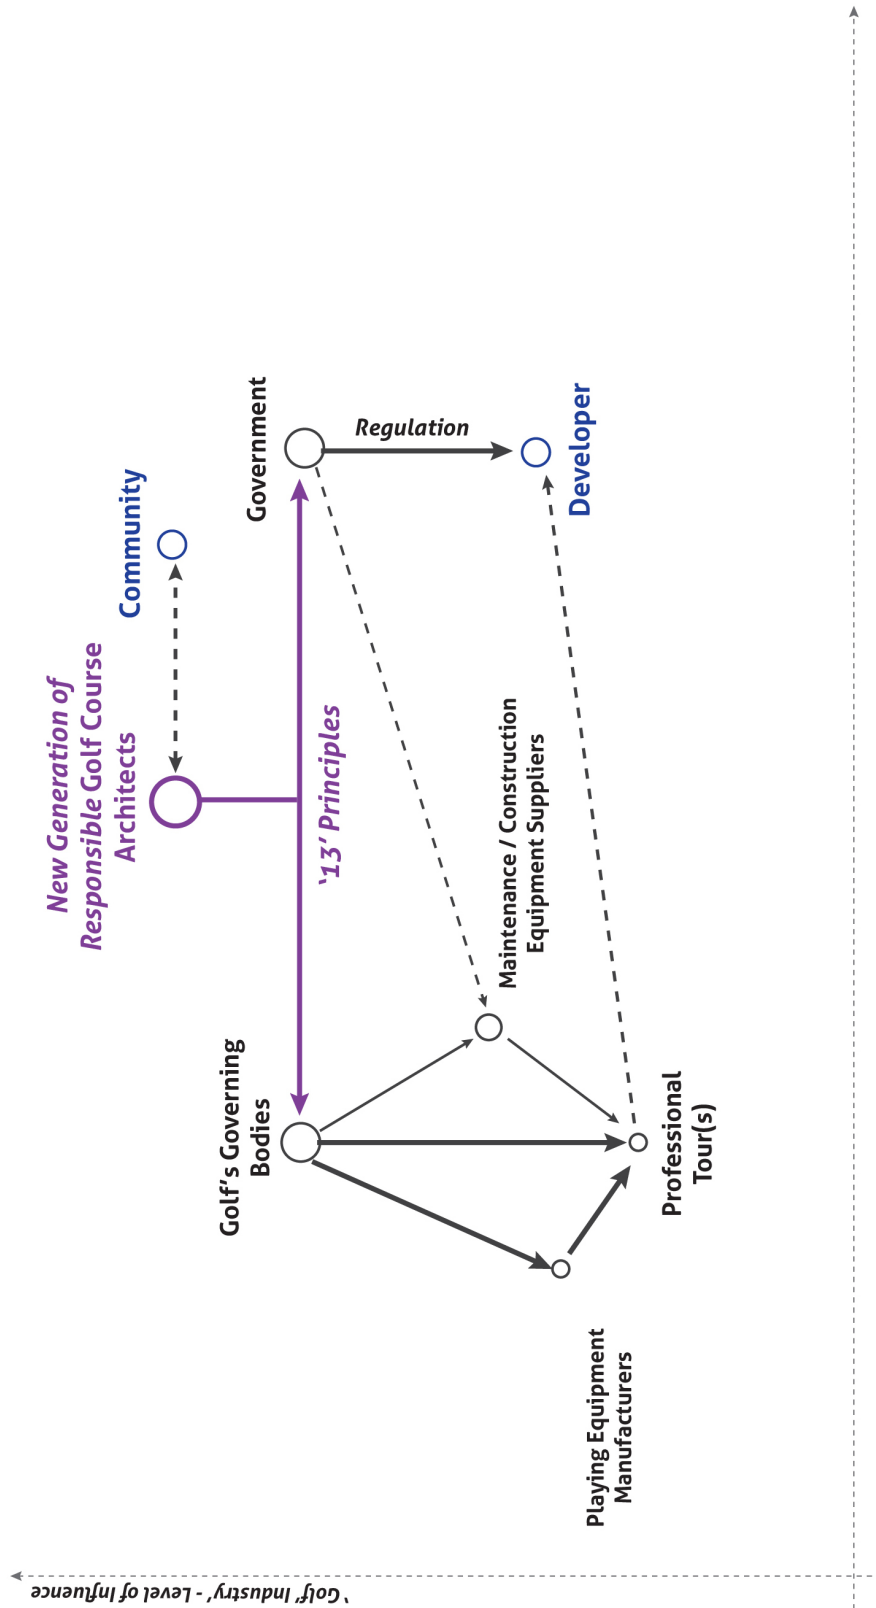 New Generation of
Responsible Golf Course
Architects
Community
Golf's Governing
Bodies
Government
'13' Principles
Regulation
Maintenance / Construction
Equipment Suppliers
Developer
Playing Equipment
Manufacturers
Professional
Tour(s)
‘Golf’ Industry’ - Level of Influence